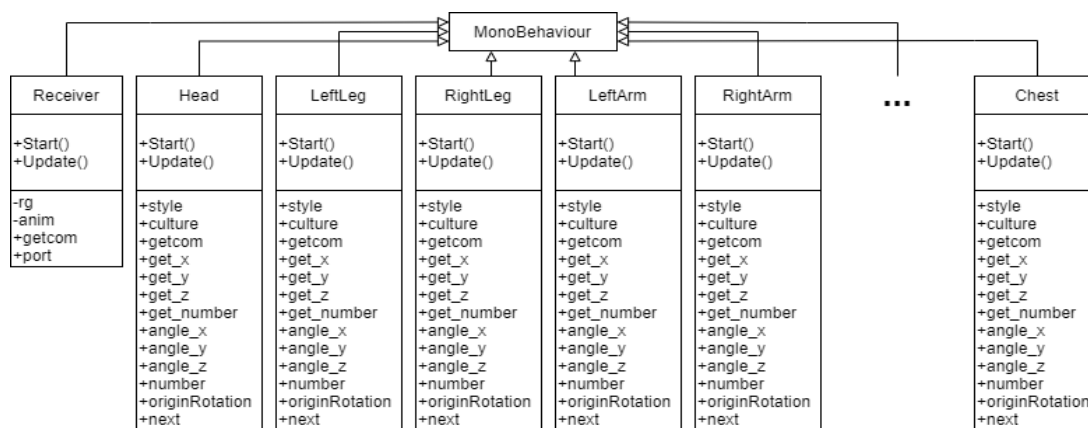 MonoBehaviour
Receiver
+Start()
+Update()
-rg
-anim
+getcom
+port
Head
+Start()
+Update()
+style
+culture
+getcom
+get_x
+get_y
+get_z
+get_number
+angle_x
+angle_y
+angle_z
+number
+originRotation
+next
LeftLeg
+Start()
+Update()
+style
+culture
+getcom
+get_x
+get_y
+get_z
+get_number
+angle_x
+angle_y
+angle_z
+number
+originRotation
+next
RightLeg
+Start()
+Update()
+style
+culture
+getcom
+get_x
+get_y
+get_z
+get_number
+angle_x
+angle_y
+angle_z
+number
+originRotation
+next
LeftArm
+Start()
+Update()
+style
+culture
+getcom
+get_x
+get_y
+get_z
+get_number
+angle_x
+angle_y
+angle_z
+number
+originRotation
+next
RightArm
+Start()
+Update()
+style
+culture
+getcom
+get_x
+get_y
+get_z
+get_number
+angle_x
+angle_y
+angle_z
+number
+originRotation
+next
...
Chest
+Start()
+Update()
+style
+culture
+getcom
+get_x
+get_y
+get_z
+get_number
+angle_x
+angle_y
+angle_z
+number
+originRotation
+next